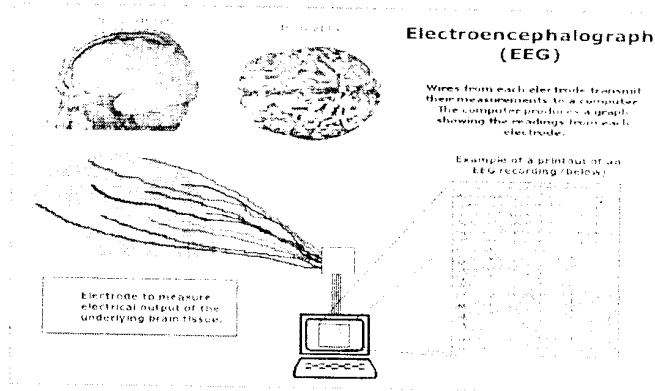 Electroencephalograph
(EEG)
Wires from each electrode transmit
their measurements to a computer
The computer produces a graph
showing the readings from each
electrode.
Example of a printout of an
EEG recording (below)
Electrode to measure
electrical output of the
underlying brain tissue.